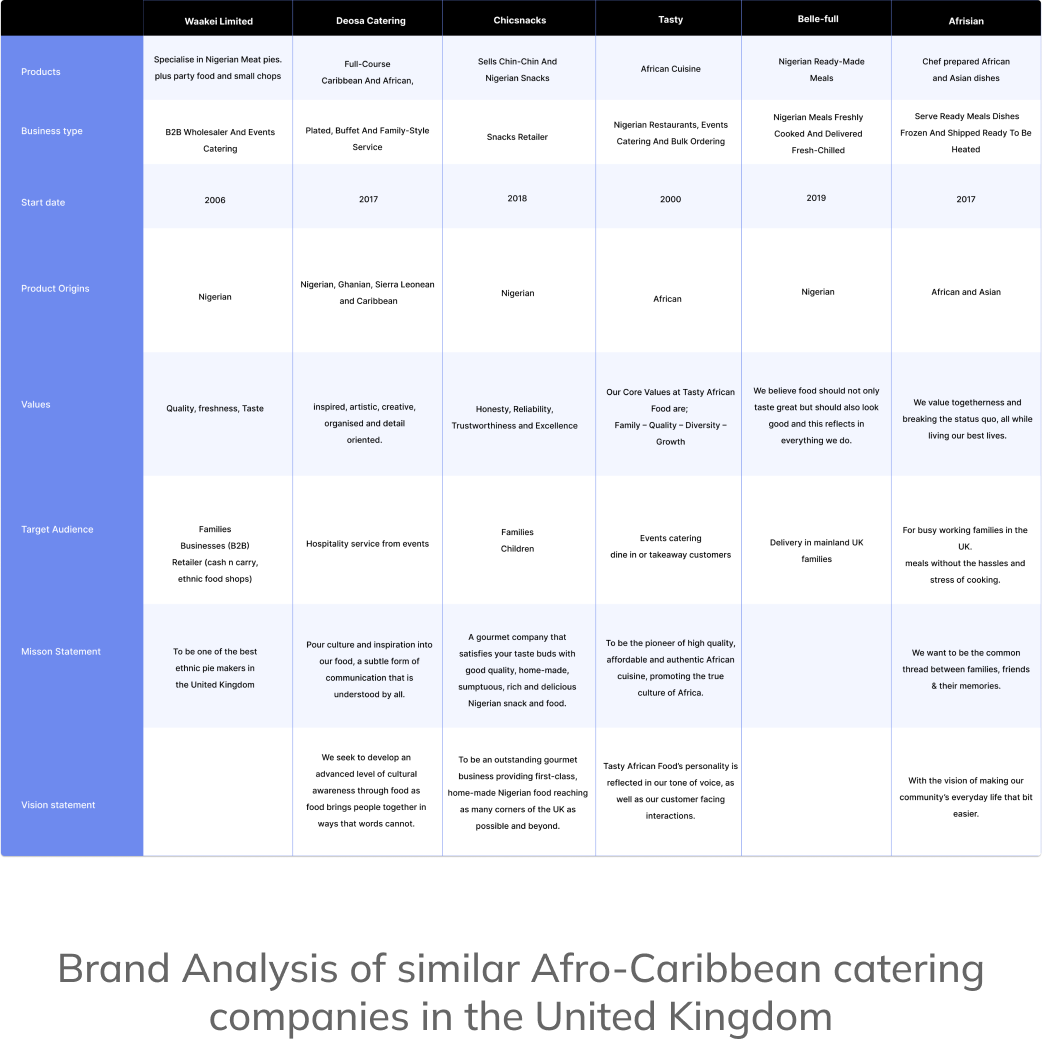 Waakei Limited
Deosa Catering
Chicsnacks
Tasty
Belle-full
Afrisian
Products
Specialise in Nigerian Meat pies.
plus party food and small chops
Full-Course
Caribbean And African,
Sells Chin-Chin And
Nigerian Snacks
African Cuisine
Nigerian Ready-Made
Meals
Chef prepared African
and Asian dishes
Business type
B2B Wholesaler And Events
Catering
Plated, Buffet And Family-Style
Service
Snacks Retailer
Nigerian Restaurants, Events
Catering And Bulk Ordering
Nigerian Meals Freshly
Cooked And Delivered
Fresh-Chilled
Serve Ready Meals Dishes
Frozen And Shipped Ready To Be
Heated
Start date
2006
2017
2018
2000
2019
2017
Product Origins
Nigerian
Nigerian, Ghanian, Sierra Leonean
and Caribbean
Nigerian
African
Nigerian
African and Asian
Values
Quality, freshness, Taste
inspired, artistic, creative,
organised and detail
oriented.
Honesty, Reliability,
Trustworthiness and Excellence
Our Core Values at Tasty African
Food are;
Family – Quality – Diversity –
Growth
We believe food should not only
taste great but should also look
good and this reflects in
everything we do.
We value togetherness and
breaking the status quo, all while
living our best lives.
Target Audience
Families
Businesses (B2B)
Retailer (cash n carry,
ethnic food shops)
Hospitality service from events
Families
Children
Events catering
dine in or takeaway customers
Delivery in mainland UK
families
For busy working families in the
UK.
meals without the hassles and
stress of cooking.
Misson Statement
To be one of the best
ethnic pie makers in
the United Kingdom
Pour culture and inspiration into
our food, a subtle form of
communication that is
understood by all.
A gourmet company that
satisfies your taste buds with
good quality, home-made,
sumptuous, rich and delicious
Nigerian snack and food.
To be the pioneer of high quality,
affordable and authentic African
cuisine, promoting the true
culture of Africa.
We want to be the common
thread between families, friends
& their memories.
Vision statement
We seek to develop an
advanced level of cultural
awareness through food as
food brings people together in
ways that words cannot.
To be an outstanding gourmet
business providing first-class,
home-made Nigerian food reaching
as many corners of the UK as
possible and beyond.
Tasty African Food's personality is
reflected in our tone of voice, as
well as our customer facing
interactions.
With the vision of making our
community's everyday life that bit
easier.
Brand Analysis of similar Afro-Caribbean catering
companies in the United Kingdom